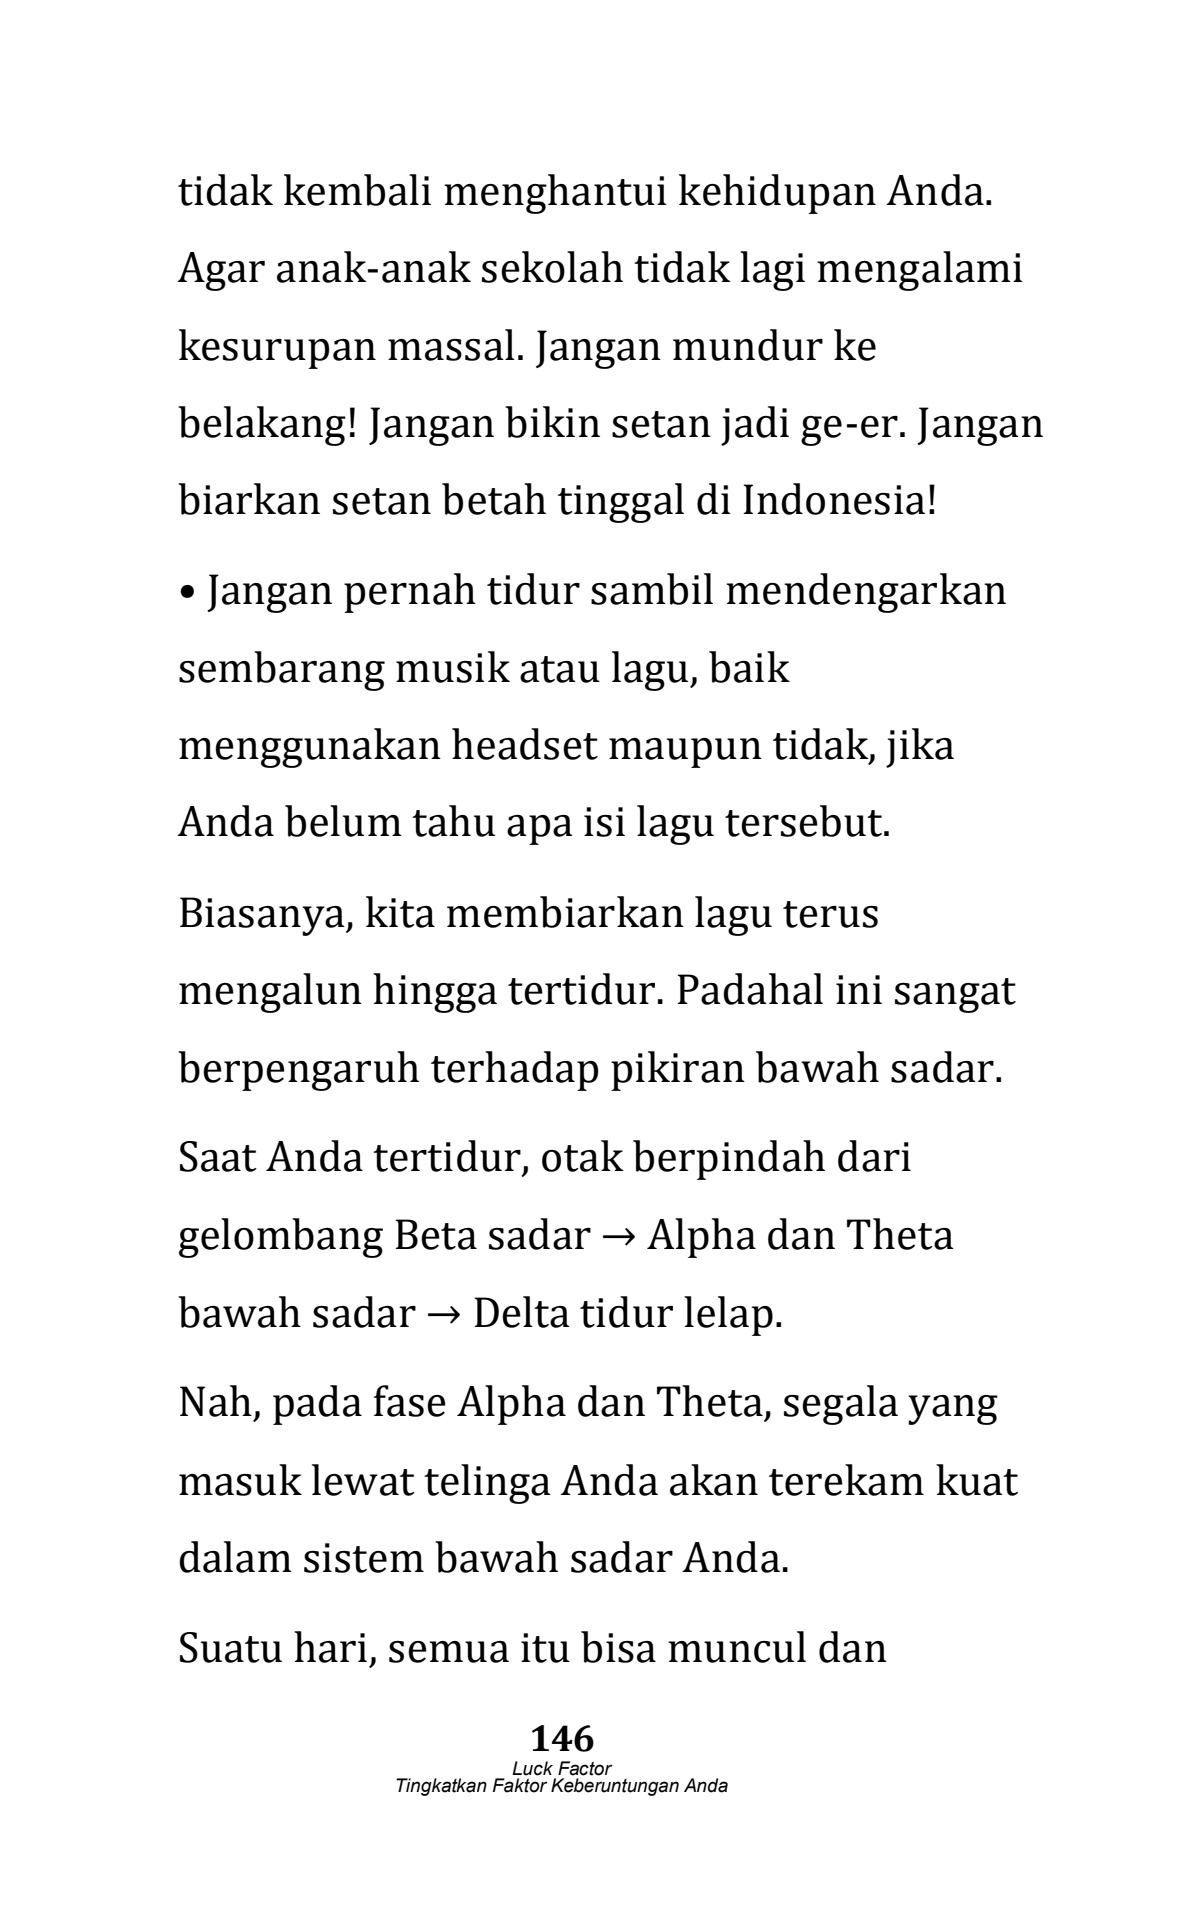 tidak kembali menghantui kehidupan Anda.
Agar anak-anak sekolah tidak lagi mengalami
kesurupan massal. Jangan mundur ke
belakang! Jangan bikin setan jadi ge-er. Jangan
biarkan setan betah tinggal di Indonesia!
• Jangan pernah tidur sambil mendengarkan
sembarang musik atau lagu, baik
menggunakan headset maupun tidak, jika
Anda belum tahu apa isi lagu tersebut.
Biasanya, kita membiarkan lagu terus
mengalun hingga tertidur. Padahal ini sangat
berpengaruh terhadap pikiran bawah sadar.
Saat Anda tertidur, otak berpindah dari
gelombang Beta sadar → Alpha dan Theta
bawah sadar → Delta tidur lelap.
Nah, pada fase Alpha dan Theta, segala yang
masuk lewat telinga Anda akan terekam kuat
dalam sistem bawah sadar Anda.
Suatu hari, semua itu bisa muncul dan
146
Luck Factor
Tingkatkan Faktor Keberuntungan Anda